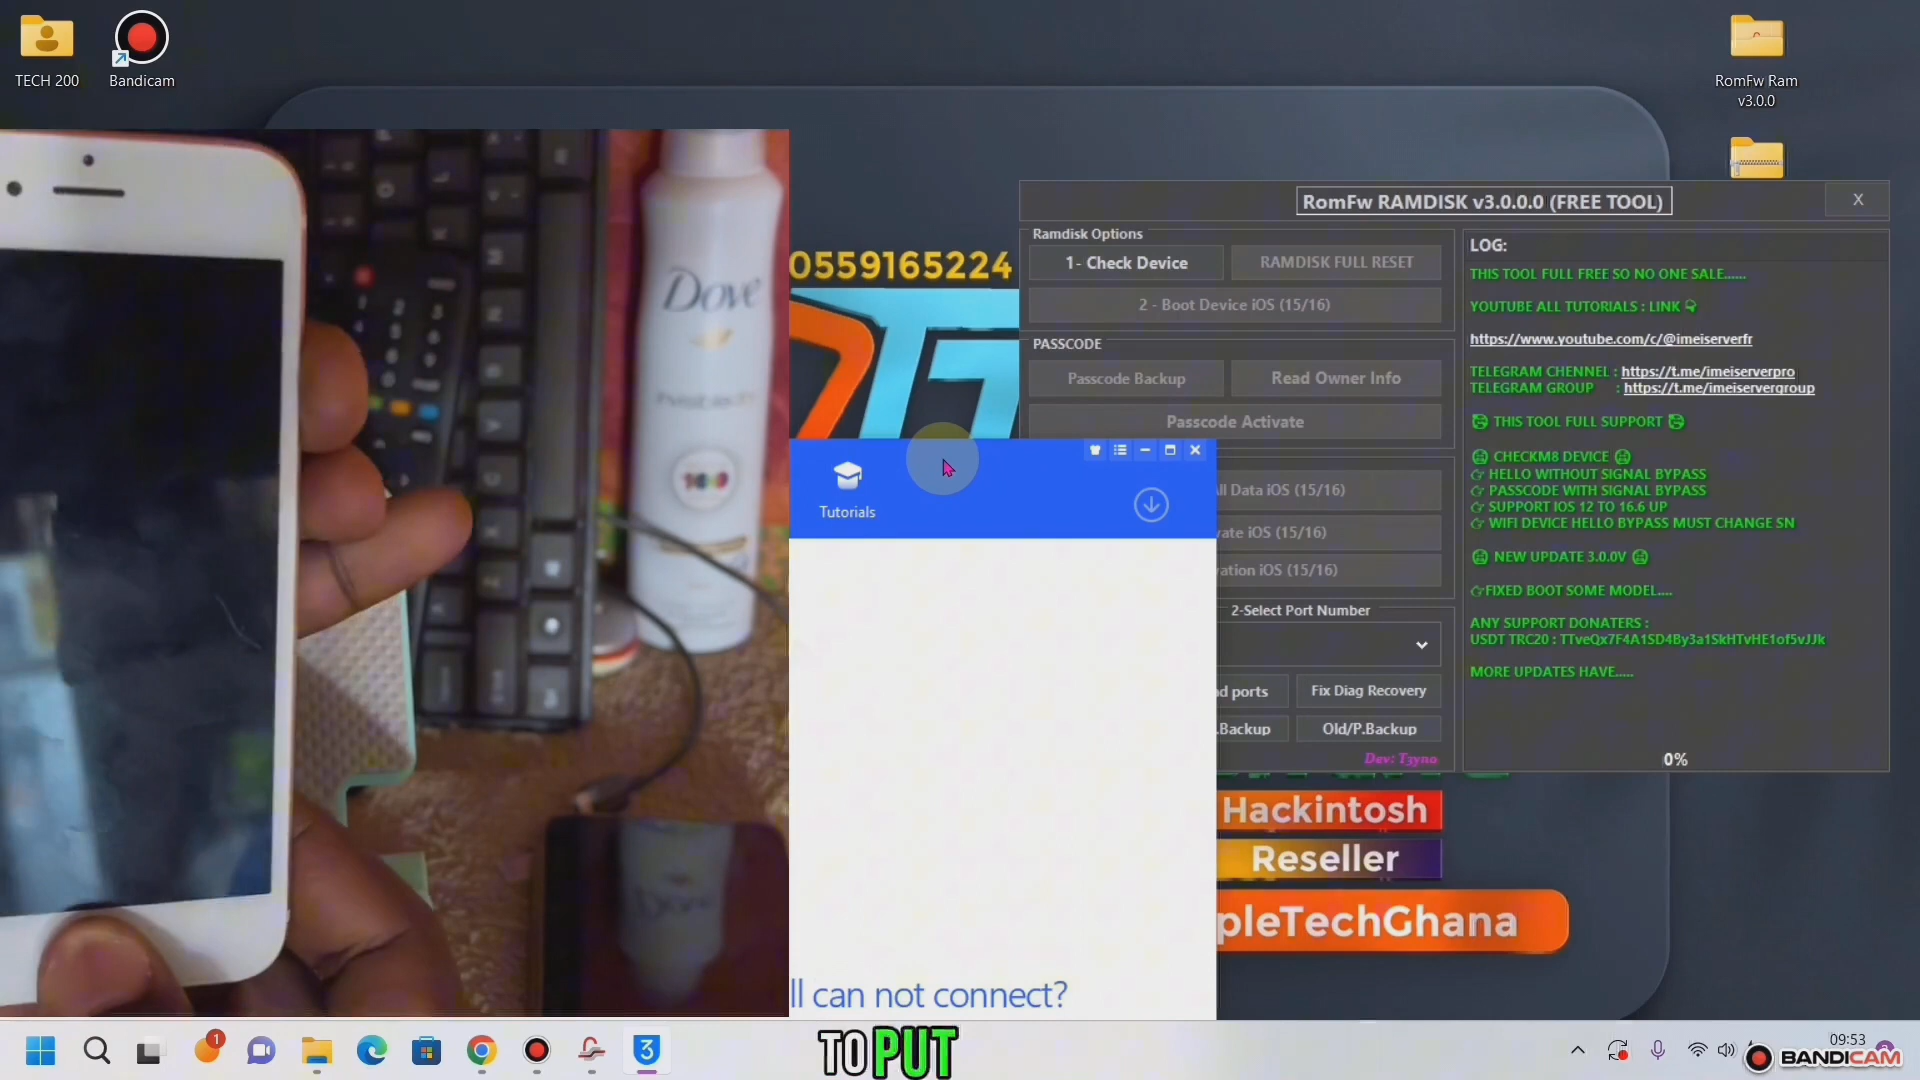 TECH 200
Bandicam
RomFw Ram
v3.0.0
0559165224
RomFw RAMDISK v3.0.0.0 (FREE TOOL)
X
Ramdisk Options
1- Check Device
RAMDISK FULL RESET
2 - Boot Device iOS (15/16)
PASSCODE
Passcode Backup
Read Owner Info
Passcode Activate
ll Data iOS (15/16)
vate iOS (15/16)
ration iOS (15/16)
2-Select Port Number
d ports
Fix Diag Recovery
.Backup
Old/P.Backup
Dev: T3yno
LOG:
THIS TOOL FULL FREE SO NO ONE SALE......
YOUTUBE ALL TUTORIALS : LINK
https://www.youtube.com/c/@imeiserverfr
TELEGRAM CHENNEL : https://t.me/imeiserverpro
TELEGRAM GROUP : https://t.me/imeiservergroup
THIS TOOL FULL SUPPORT
CHECKM8 DEVICE
HELLO WITHOUT SIGNAL BYPASS
PASSCODE WITH SIGNAL BYPASS
SUPPORT IOS 12 TO 16.6 UP
WIFI DEVICE HELLO BYPASS MUST CHANGE SN
NEW UPDATE 3.0.0V
FIXED BOOT SOME MODEL....
ANY SUPPORT DONATERS :
USDT TRC20 : TTveQx7F4A1SD4By3a1SkHTvHE1of5vJJk
MORE UPDATES HAVE.....
0%
Tutorials
ll can not connect?
Dove
Hackintosh
Reseller
pleTechGhana
TO PUT
1
3
09:53
BANDICAM